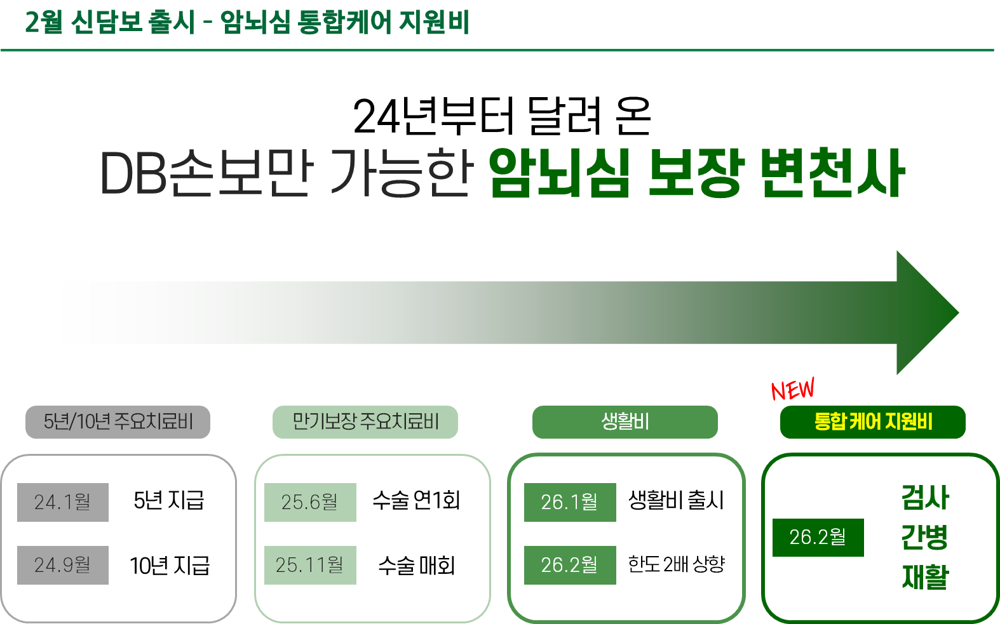 2월 신담보 출시 - 암뇌심 통합케어 지원비
24년부터 달려 온
DB손보만 가능한 암뇌심 보장 변천사
5년/10년 주요치료비
24.1월 5년 지급
24.9월 10년 지급
만기보장 주요치료비
25.6월 수술 연1회
25.11월 수술 매회
생활비
26.1월 생활비 출시
26.2월 한도 2배 상향
NEW
통합 케어 지원비
26.2월
검사
간병
재활